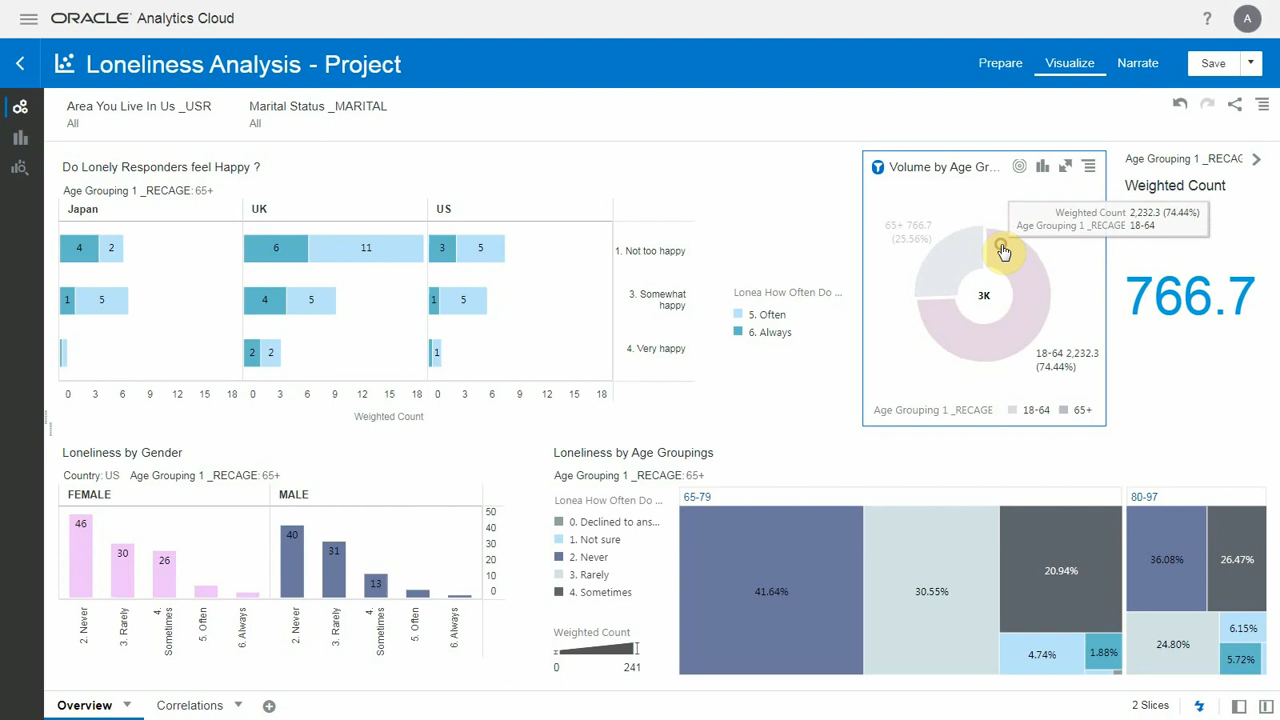 ORACLE Analytics Cloud
?
A
Loneliness Analysis - Project
Prepare
Visualize
Narrate
Save
Area You Live In Us _USR
All
Marital Status _MARITAL
All
Do Lonely Responders feel Happy ?
Age Grouping 1 _RECAGE: 65+
Japan UK US
4 2 6 11 3 5
1. Not too happy
1 5 4 5 1 5
3. Somewhat
happy
2 2 1
4. Very happy
0 3 6 9 12 15 18 0 3 6 9 12 15 18 0 3 6 9 12 15 18
Weighted Count
Lonea How Often Do ...
5. Often
6. Always
Volume by Age Gr...
Weighted Count 2,232.3 (74.44%)
Age Grouping 1 _RECAGE 18-64
65+ 766.7
(25.56%)
3K
18-64 2,232.3
(74.44%)
Age Grouping 1 _RECAGE 18-64 65+
Age Grouping 1 _RECAG
Weighted Count
766.7
Loneliness by Gender
Country: US Age Grouping 1 _RECAGE: 65+
FEMALE MALE
46 30 26
40 31 13
50
40
30
20
10
0
2. Never
3. Rarely
4.
Sometimes
5. Often
6. Always
2. Never
3. Rarely
4.
Sometimes
5. Often
6. Always
Loneliness by Age Groupings
Age Grouping 1 _RECAGE: 65+
Lonea How Often Do ...
0. Declined to ans...
1. Not sure
2. Never
3. Rarely
4. Sometimes
Weighted Count
0 241
65-79
41.64%
30.55%
20.94%
4.74%
1.88%
80-97
36.08%
26.47%
24.80%
6.15%
5.72%
Overview
Correlations
2 Slices